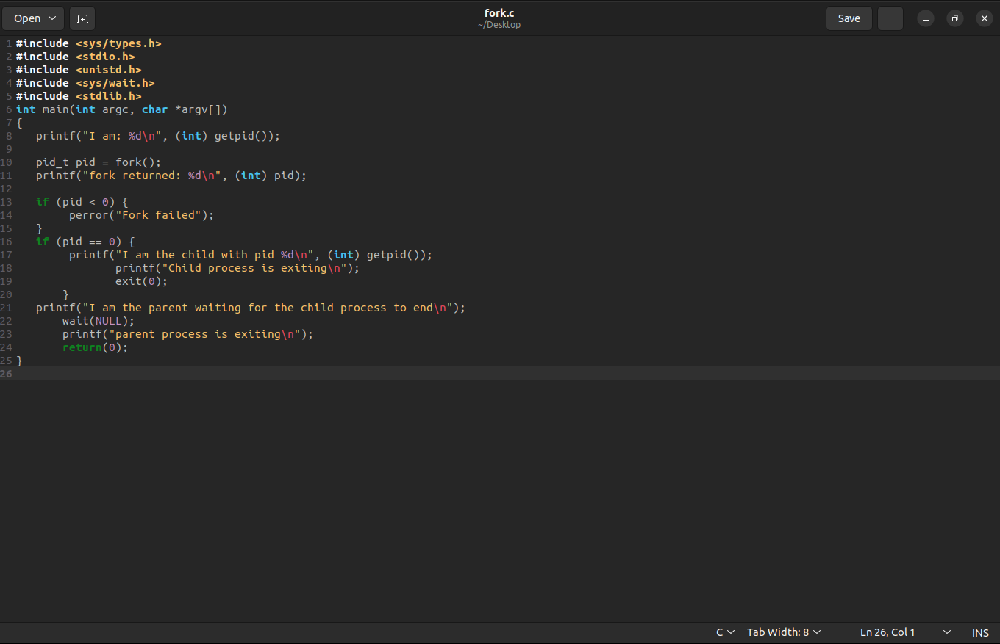 Open
fork.c
~/Desktop
Save
1 #include <sys/types.h>
2 #include <stdio.h>
3 #include <unistd.h>
4 #include <sys/wait.h>
5 #include <stdlib.h>
6 int main(int argc, char *argv[])
7 {
8    printf("I am: %d\n", (int) getpid());
9
10    pid_t pid = fork();
11    printf("fork returned: %d\n", (int) pid);
12
13    if (pid < 0) {
14         perror("Fork failed");
15    }
16    if (pid == 0) {
17         printf("I am the child with pid %d\n", (int) getpid());
18                printf("Child process is exiting\n");
19                exit(0);
20        }
21    printf("I am the parent waiting for the child process to end\n");
22        wait(NULL);
23        printf("parent process is exiting\n");
24        return(0);
25 }
26
C Tab Width: 8 Ln 26, Col 1 INS